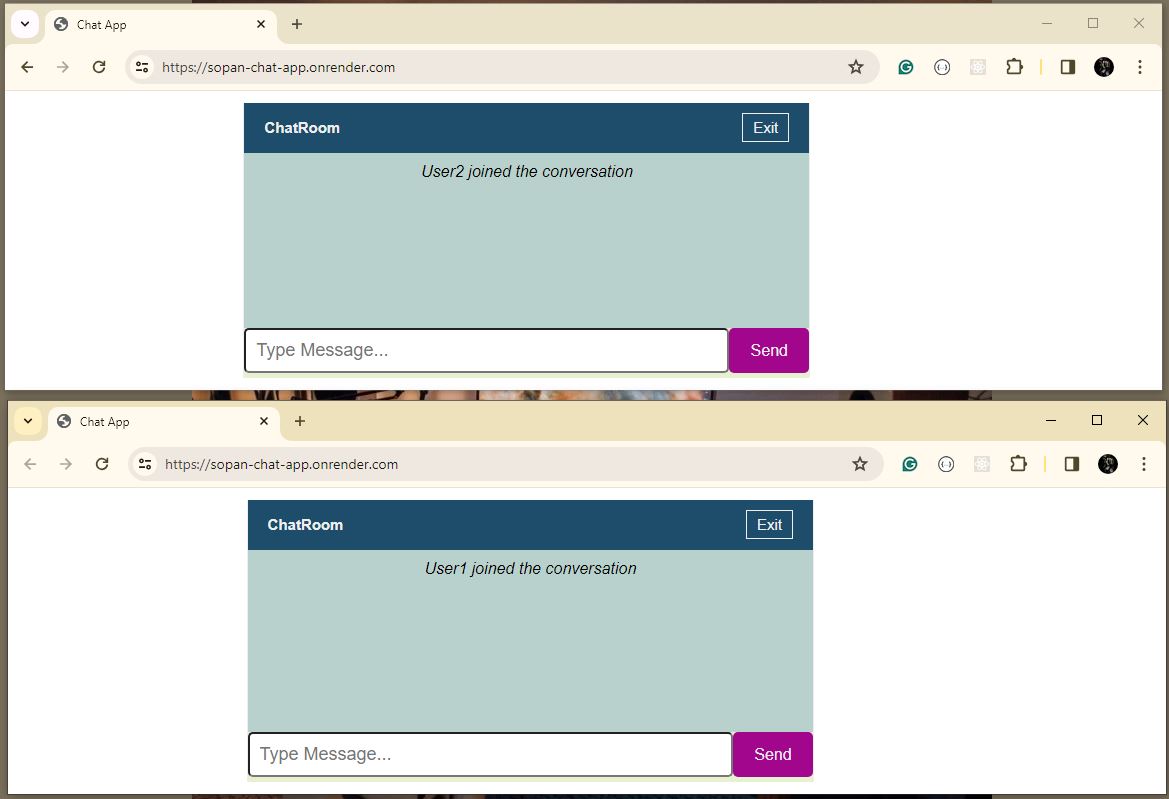 Chat App
https://sopan-chat-app.onrender.com
ChatRoom
Exit
User2 joined the conversation
Type Message...
Send
Chat App
https://sopan-chat-app.onrender.com
ChatRoom
Exit
User1 joined the conversation
Type Message...
Send